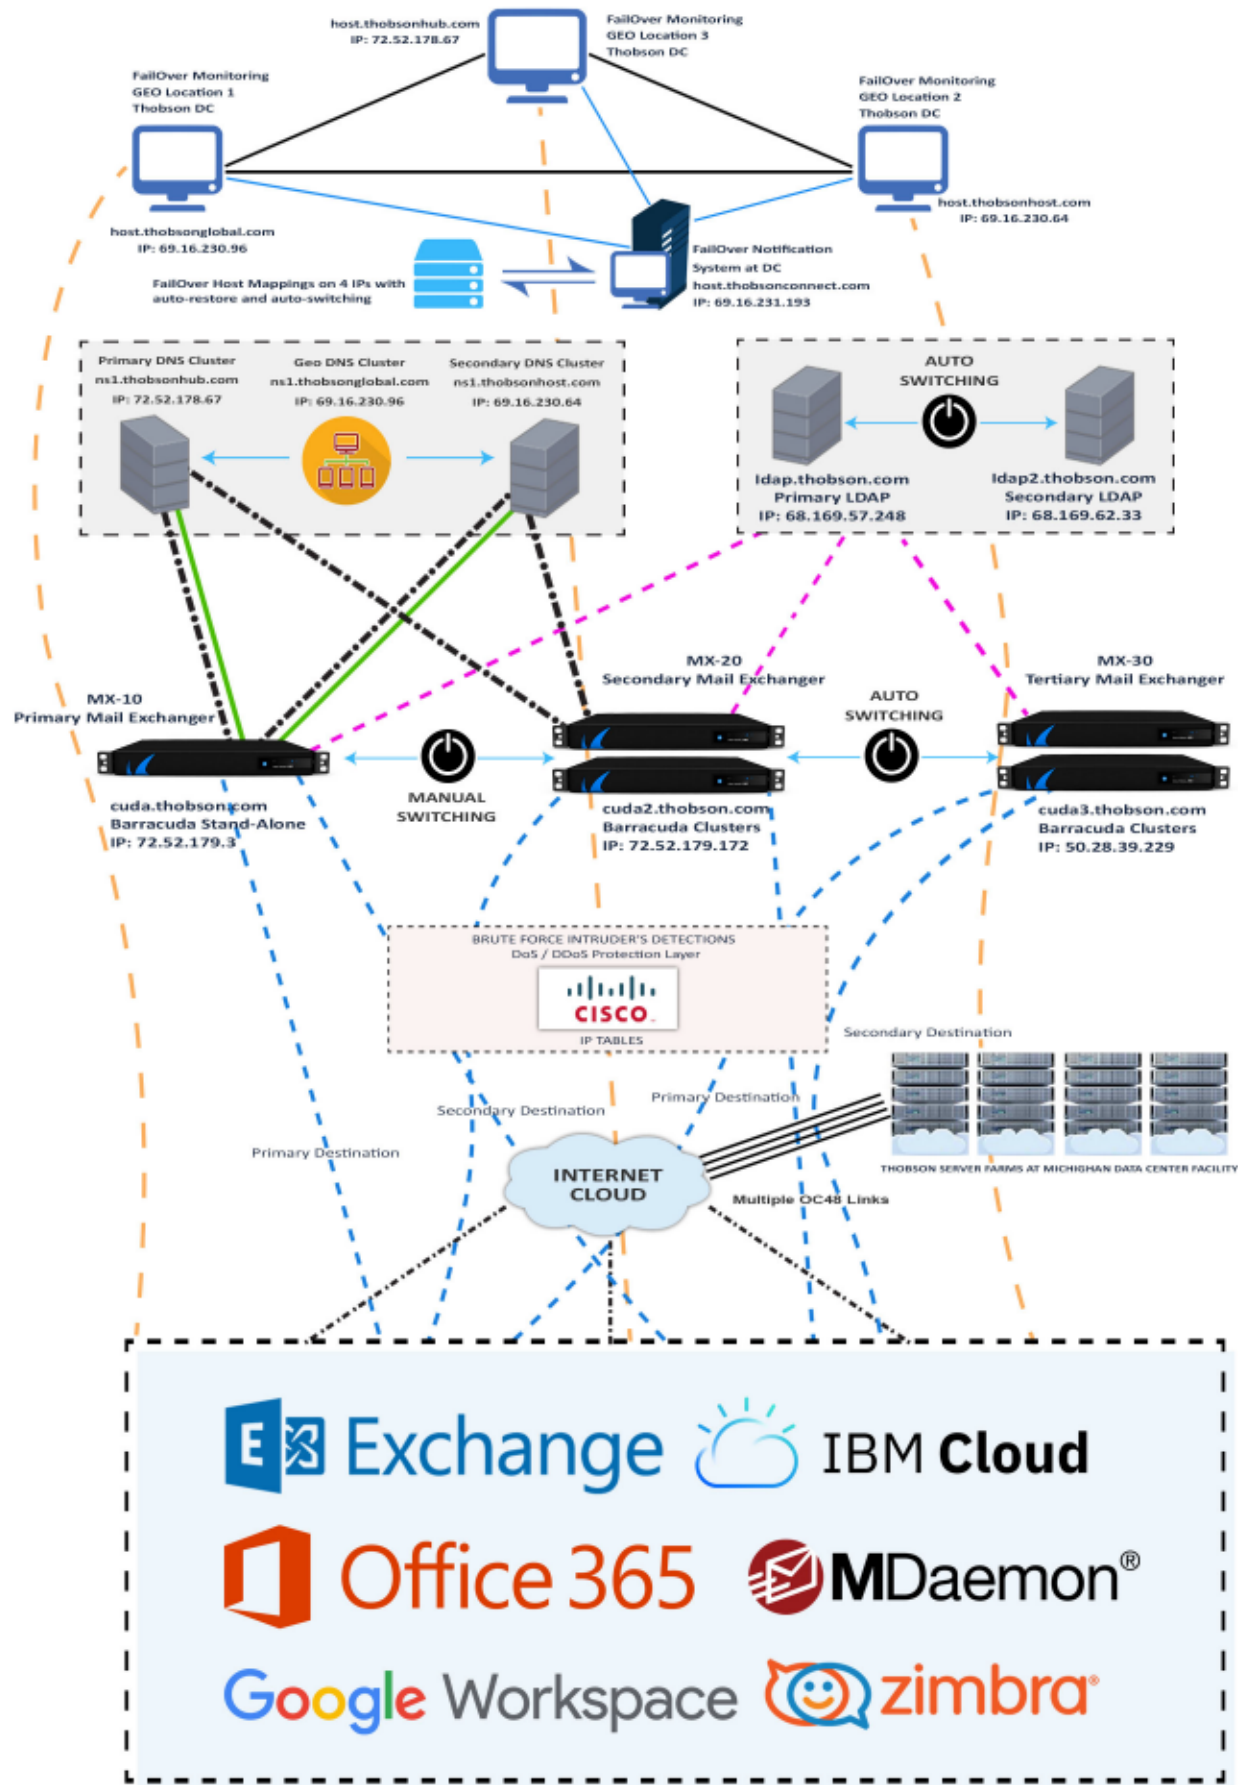 host.thobsonhub.com
IP: 72.52.178.67
FailOver Monitoring
GEO Location 3
Thobson DC
FailOver Monitoring
GEO Location 1
Thobson DC
FailOver Monitoring
GEO Location 2
Thobson DC
host.thobsonglobal.com
IP: 69.16.230.96
host.thobsonhost.com
IP: 69.16.230.64
FailOver Host Mappings on 4 IPs with
auto-restore and auto-switching
FailOver Notification
System at DC
host.thobsonconnect.com
IP: 69.16.231.193
Primary DNS Cluster
ns1.thobsonhub.com
IP: 72.52.178.67
Geo DNS Cluster
ns1.thobsonglobal.com
IP: 69.16.230.96
Secondary DNS Cluster
ns1.thobsonhost.com
IP: 69.16.230.64
AUTO
SWITCHING
ldap.thobson.com
Primary LDAP
IP: 68.169.57.248
ldap2.thobson.com
Secondary LDAP
IP: 68.169.62.33
MX-10
Primary Mail Exchanger
MX-20
Secondary Mail Exchanger
MX-30
Tertiary Mail Exchanger
AUTO
SWITCHING
MANUAL
SWITCHING
cuda.thobson.com
Barracuda Stand-Alone
IP: 72.52.179.3
cuda2.thobson.com
Barracuda Clusters
IP: 72.52.179.172
cuda3.thobson.com
Barracuda Clusters
IP: 50.28.39.229
BRUTE FORCE INTRUDER'S DETECTIONS
DoS / DDoS Protection Layer
CISCO
IP TABLES
Secondary Destination
Primary Destination
Secondary Destination
Primary Destination
THOBSON SERVER FARMS AT MICHIGHAN DATA CENTER FACILITY
INTERNET
CLOUD
Multiple OC48 Links
Exchange
IBM Cloud
Office 365
MDaemon®
Google Workspace
zimbra®